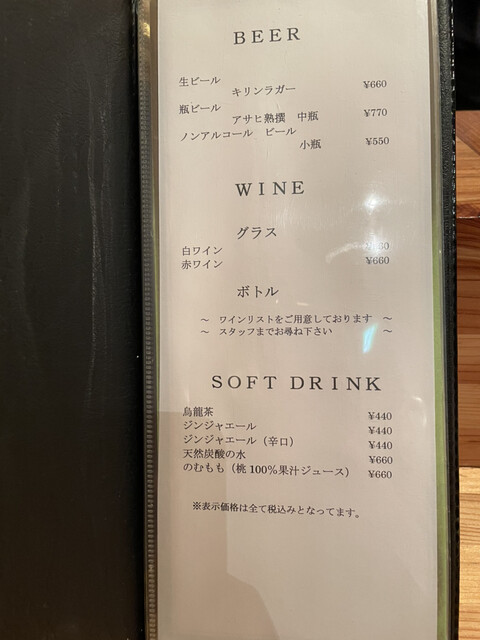 BEER
生ビール
キリンラガー ¥660
瓶ビール
アサヒ熟撰 中瓶 ¥770
ノンアルコール ビール
小瓶 ¥550
WINE
グラス
白ワイン
赤ワイン ¥660
ボトル
～ ワインリストをご用意しております ～
～ スタッフまでお尋ね下さい ～
SOFT DRINK
烏龍茶 ¥440
ジンジャエール ¥440
ジンジャエール（辛口） ¥440
天然炭酸の水 ¥660
のむもも（桃100%果汁ジュース） ¥660
※表示価格は全て税込みとなってます。